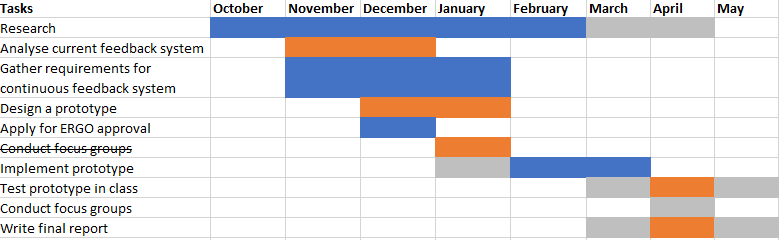 Tasks October November December January February March April May
Research
Analyse current feedback system
Gather requirements for
continuous feedback system
Design a prototype
Apply for ERGO approval
Conduct focus groups
Implement prototype
Test prototype in class
Conduct focus groups
Write final report